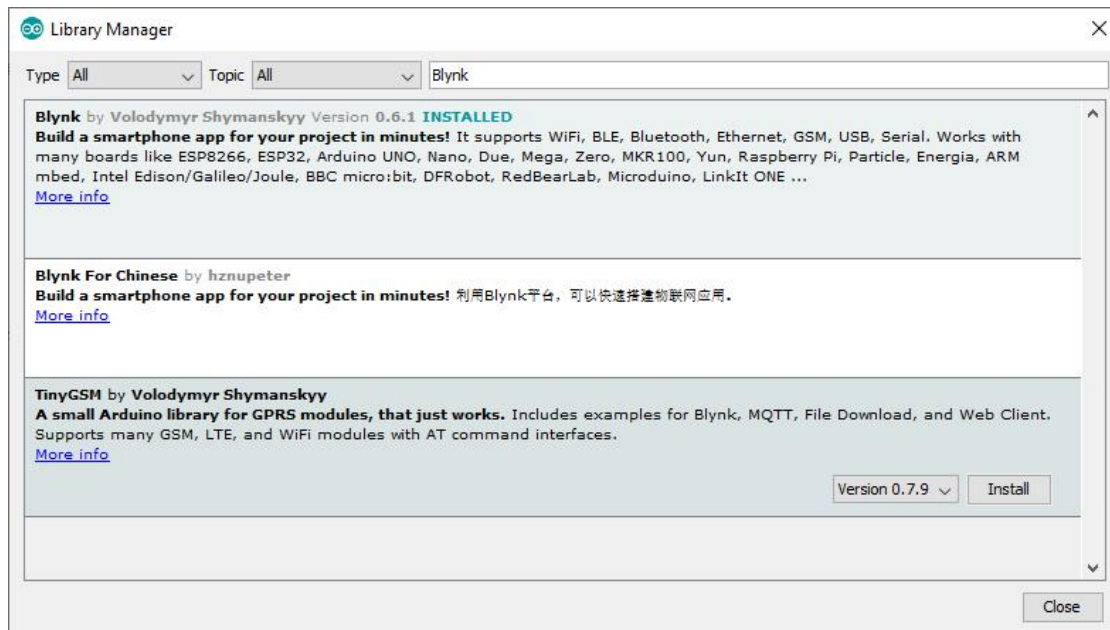 Library Manager
Type All Topic All Blynk
Blynk by Volodymyr Shymanskyy Version 0.6.1 INSTALLED
Build a smartphone app for your project in minutes! It supports WiFi, BLE, Bluetooth, Ethernet, GSM, USB, Serial. Works with
many boards like ESP8266, ESP32, Arduino UNO, Nano, Due, Mega, Zero, MKR100, Yun, Raspberry Pi, Particle, Energia, ARM
mbed, Intel Edison/Galileo/Joule, BBC micro:bit, DFRobot, RedBearLab, Microduino, LinkIt ONE ...
More info
Blynk For Chinese by hznupeter
Build a smartphone app for your project in minutes! 利用Blynk平台，可以快速搭建物联网应用。
More info
TinyGSM by Volodymyr Shymanskyy
A small Arduino library for GPRS modules, that just works. Includes examples for Blynk, MQTT, File Download, and Web Client.
Supports many GSM, LTE, and WiFi modules with AT command interfaces.
More info
Version 0.7.9 Install
Close